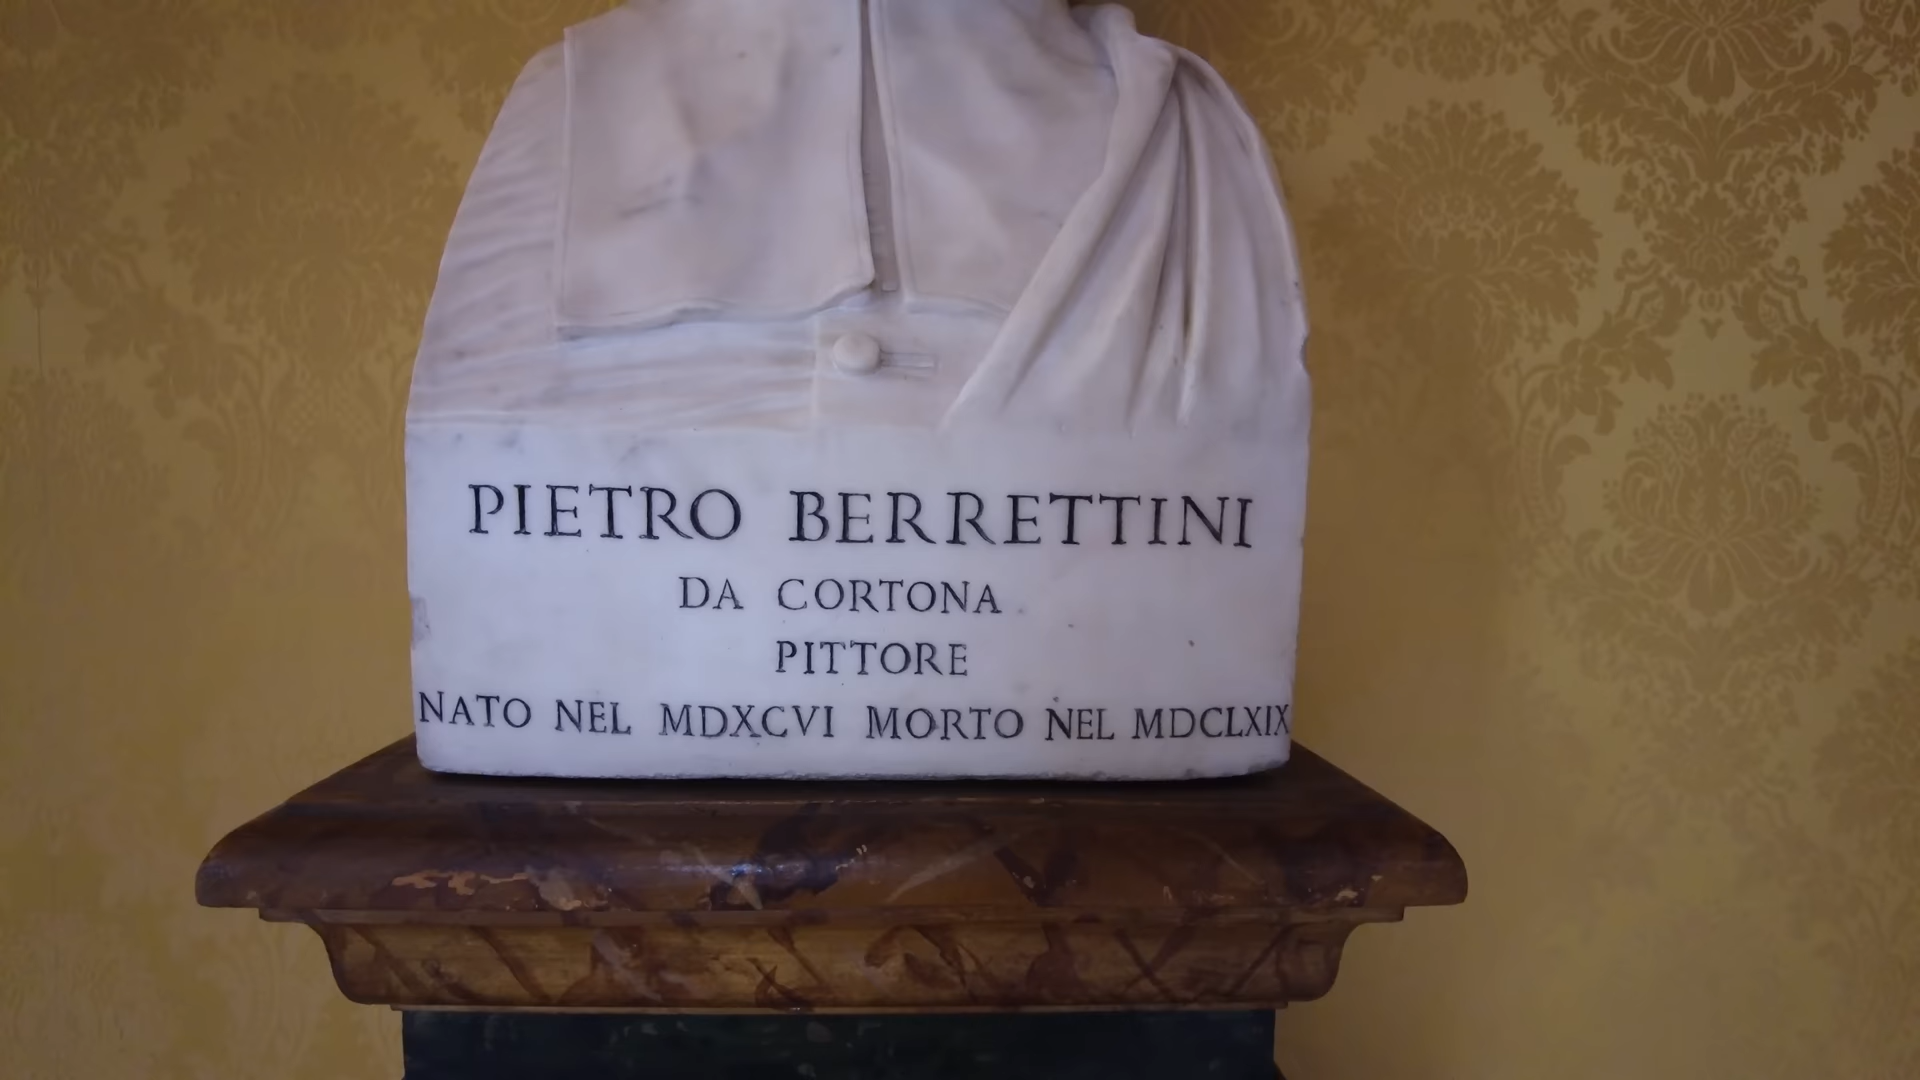 PIETRO BERRETTINI
DA CORTONA
PITTORE
NATO NEL MDXCVI MORTO NEL MDCLXIX